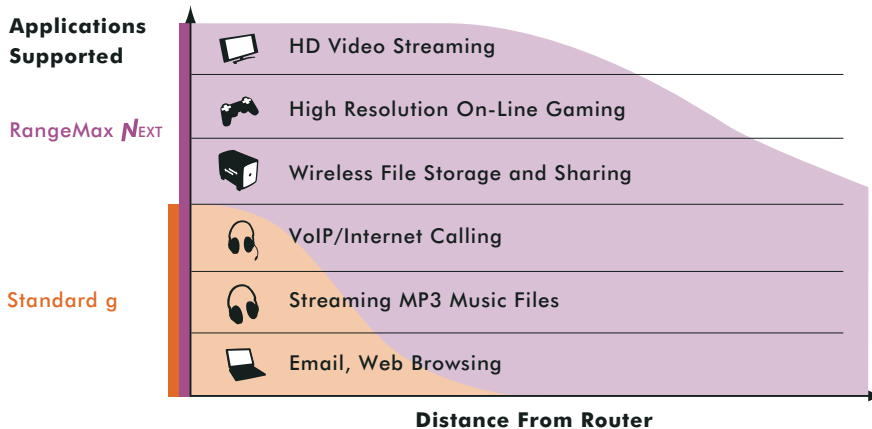 Applications
Supported
HD Video Streaming
High Resolution On-Line Gaming
RangeMax NEXT
Wireless File Storage and Sharing
VoIP/Internet Calling
Standard g
Streaming MP3 Music Files
Email, Web Browsing
Distance From Router